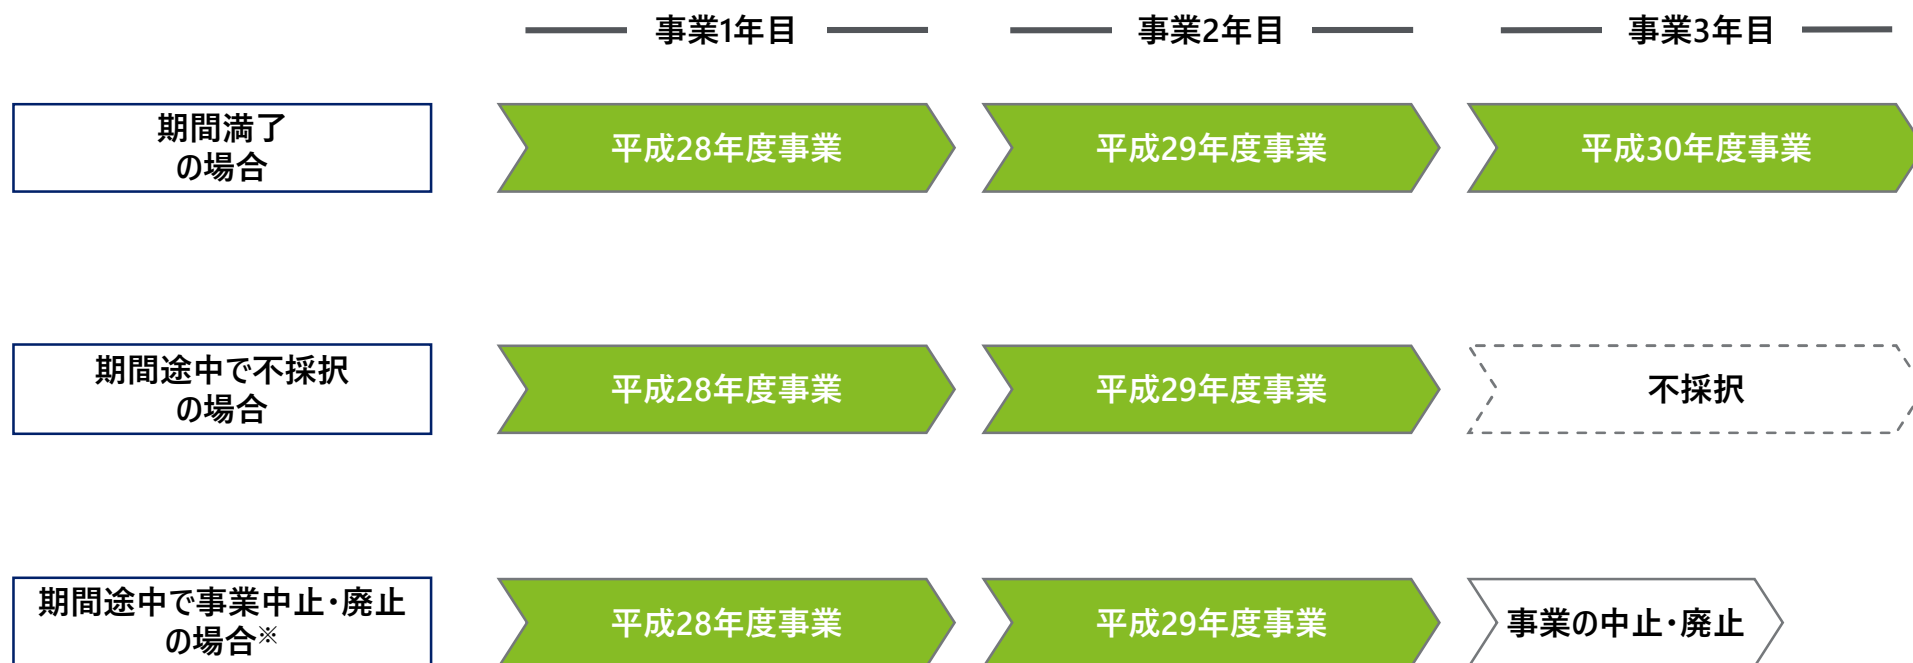 事業1年目
事業2年目
事業3年目
期間満了
の場合
平成28年度事業
平成29年度事業
平成30年度事業
期間途中で不採択
の場合
平成28年度事業
平成29年度事業
不採択
期間途中で事業中止・廃止
の場合※
平成28年度事業
平成29年度事業
事業の中止・廃止